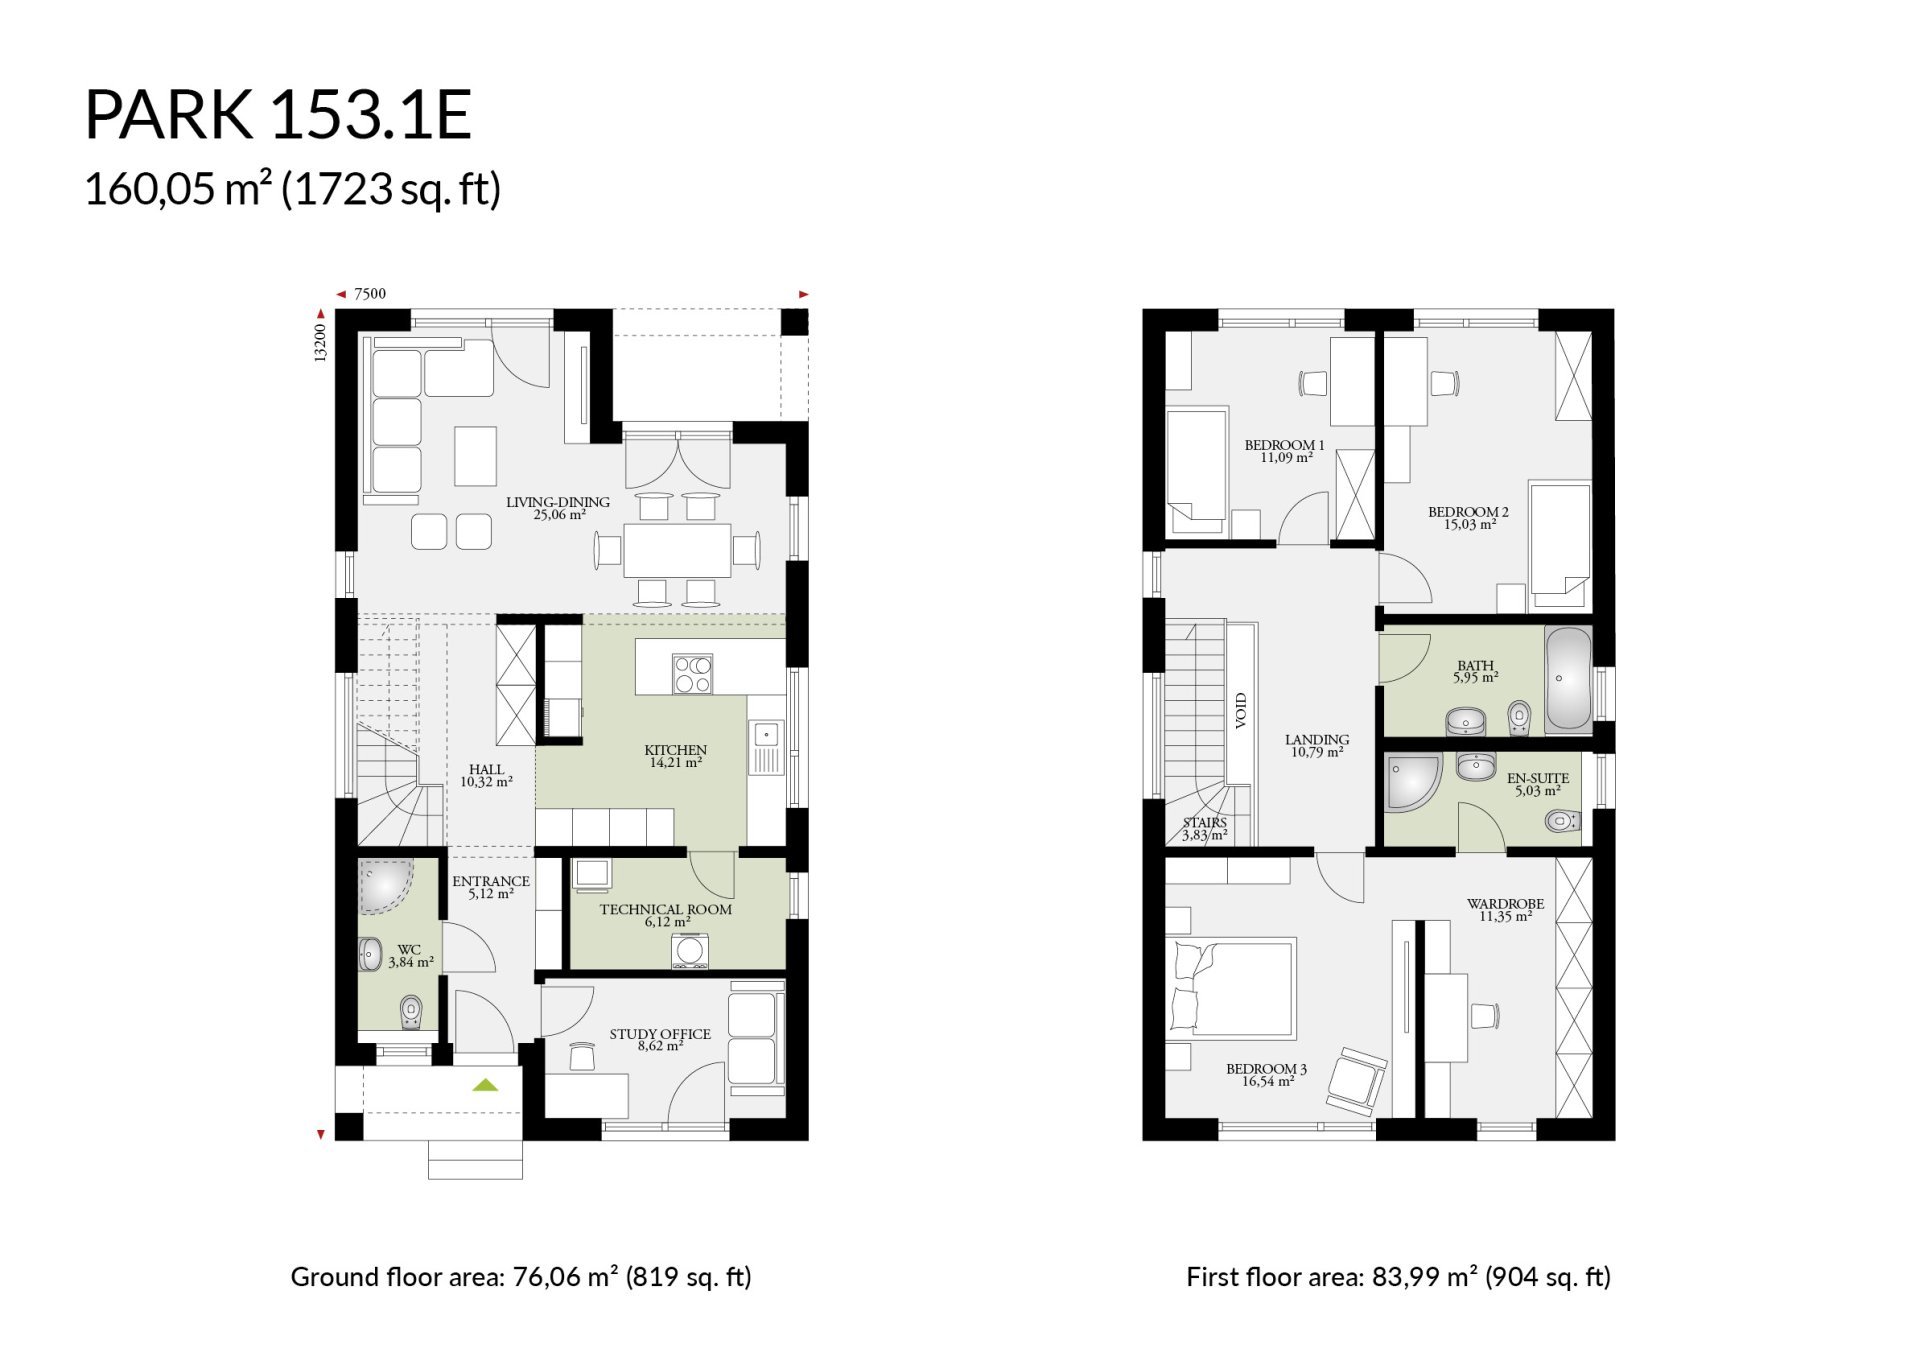 PARK 153.1E
160,05 m² (1723 sq. ft)
7500
13200
LIVING-DINING
25,06 m²
KITCHEN
14,21 m²
HALL
10,32 m²
ENTRANCE
5,12 m²
TECHNICAL ROOM
6,12 m²
WC
3,84 m²
STUDY OFFICE
8,62 m²
Ground floor area: 76,06 m² (819 sq. ft)
BEDROOM 1
11,09 m²
BEDROOM 2
15,03 m²
BATH
5,95 m²
VOID
LANDING
10,79 m²
EN-SUITE
5,03 m²
STAIRS
3,83 m²
WARDROBE
11,35 m²
BEDROOM 3
16,54 m²
First floor area: 83,99 m² (904 sq. ft)